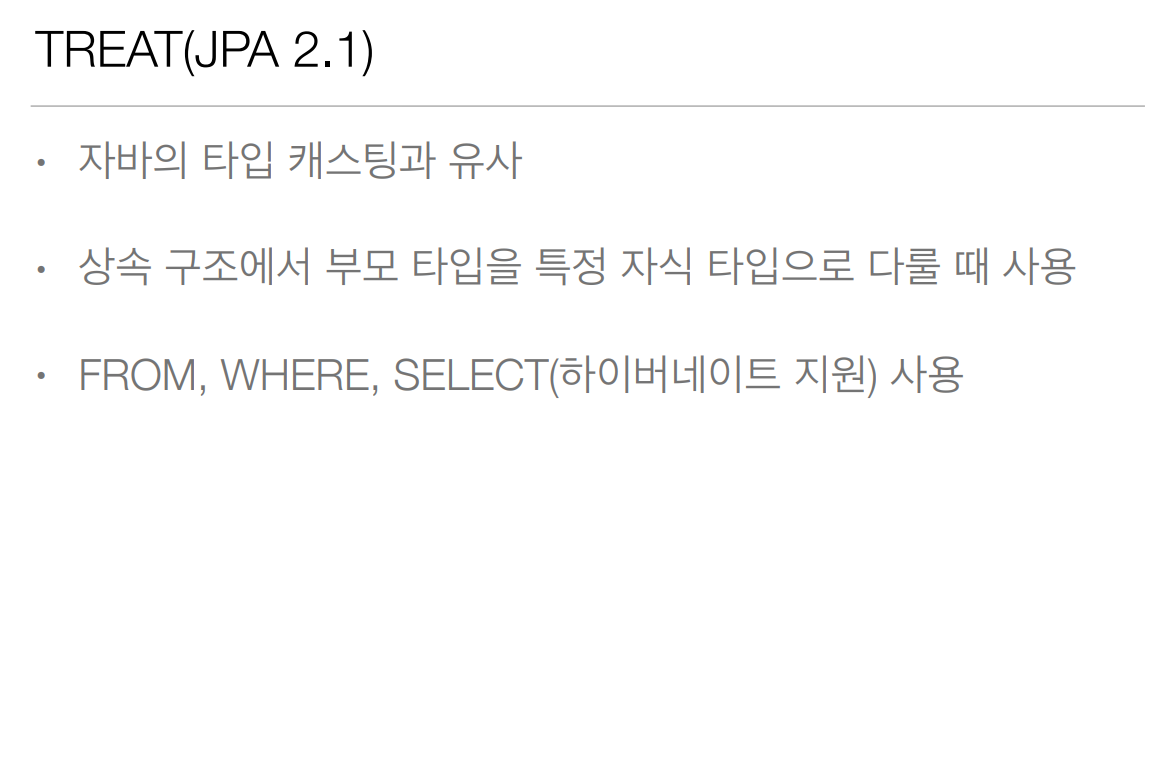 TREAT(JPA 2.1)
• 자바의 타입 캐스팅과 유사
• 상속 구조에서 부모 타입을 특정 자식 타입으로 다룰 때 사용
• FROM, WHERE, SELECT(하이버네이트 지원) 사용